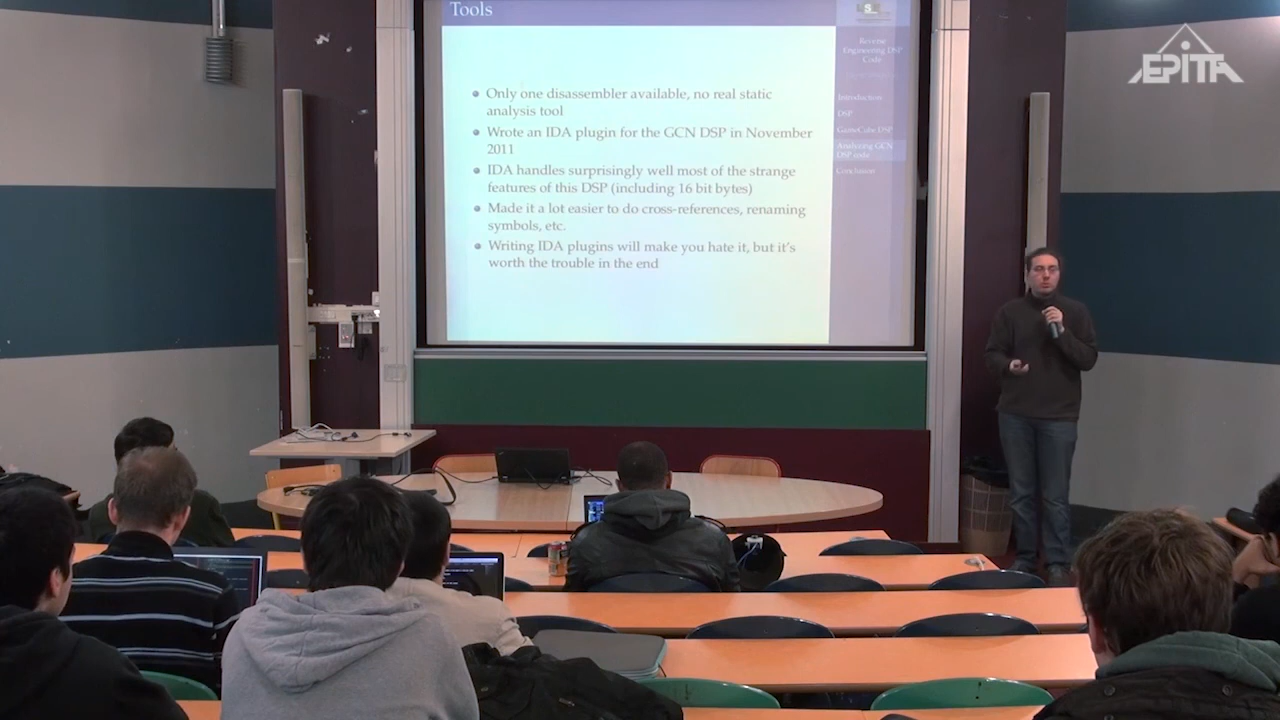 Tools
Only one disassembler available, no real static
analysis tool
Wrote an IDA plugin for the GCN DSP in November
2011
IDA handles surprisingly well most of the strange
features of this DSP (including 16 bit bytes)
Made it a lot easier to do cross-references, renaming
symbols, etc.
Writing IDA plugins will make you hate it, but it's
worth the trouble in the end
Reverse
Engineering DSP
Code
Introduction
DSP
GameCube DSP
Analyzing GCN
DSP code
Conclusion
EPITA